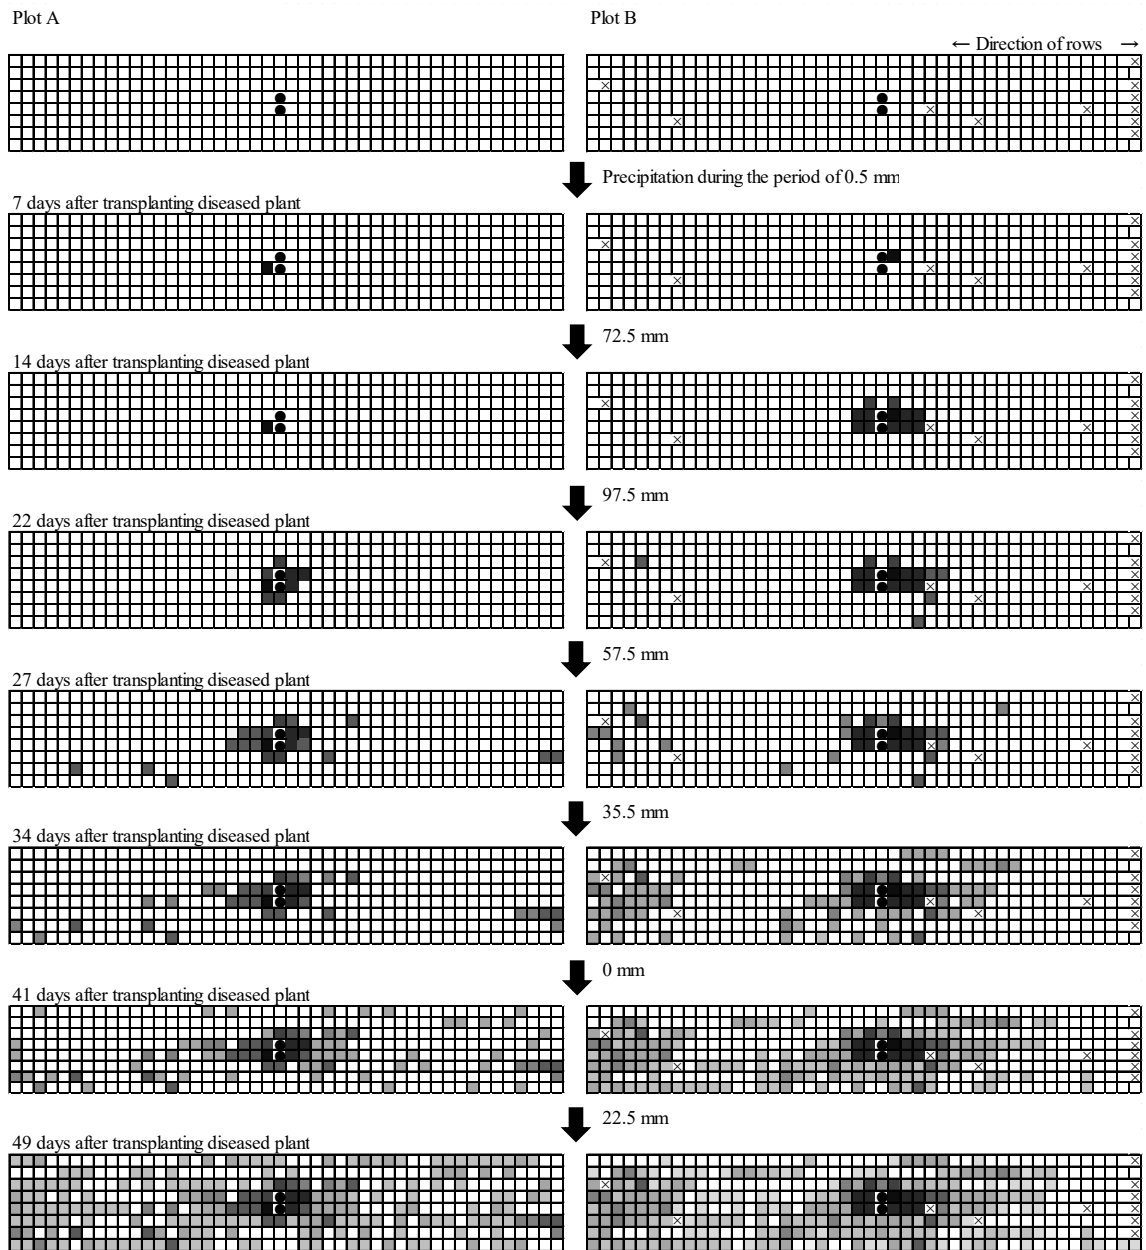 Plot A
Plot B
← Direction of rows →
Precipitation during the period of 0.5 mm
7 days after transplanting diseased plant
72.5 mm
14 days after transplanting diseased plant
97.5 mm
22 days after transplanting diseased plant
57.5 mm
27 days after transplanting diseased plant
35.5 mm
34 days after transplanting diseased plant
0 mm
41 days after transplanting diseased plant
22.5 mm
49 days after transplanting diseased plant